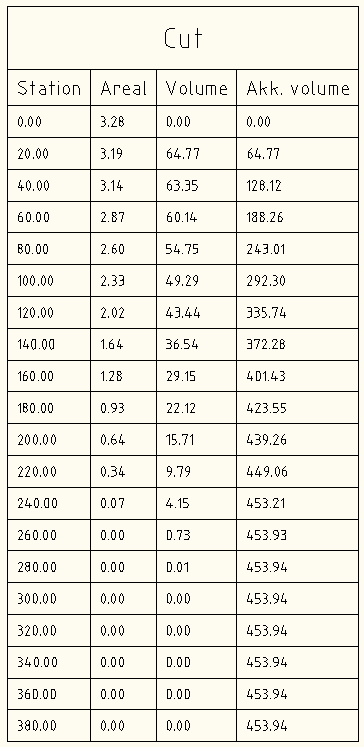 Cut
Station Areal Volume Akk. volume
0.00 3.28 0.00 0.00
20.00 3.19 64.77 64.77
40.00 3.14 63.35 128.12
60.00 2.87 60.14 188.26
80.00 2.60 54.75 243.01
100.00 2.33 49.29 292.30
120.00 2.02 43.44 335.74
140.00 1.64 36.54 372.28
160.00 1.28 29.15 401.43
180.00 0.93 22.12 423.55
200.00 0.64 15.71 439.26
220.00 0.34 9.79 449.06
240.00 0.07 4.15 453.21
260.00 0.00 0.73 453.93
280.00 0.00 0.01 453.94
300.00 0.00 0.00 453.94
320.00 0.00 0.00 453.94
340.00 0.00 0.00 453.94
360.00 0.00 0.00 453.94
380.00 0.00 0.00 453.94